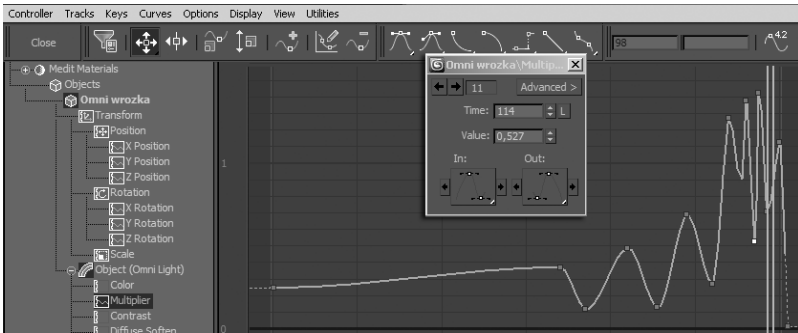 Controller Tracks Keys Curves Options Display View Utilities
Close
98
4.2
Medit Materials
Objects
Omni wrozka
Transform
Position
X Position
Y Position
Z Position
Rotation
X Rotation
Y Rotation
Z Rotation
Scale
Object (Omni Light)
Color
Multiplier
Contrast
Diffuse Soften
Omni wrozka\Multip...
11
Advanced >
Time: 114 L
Value: 0,527
In: Out:
1
0